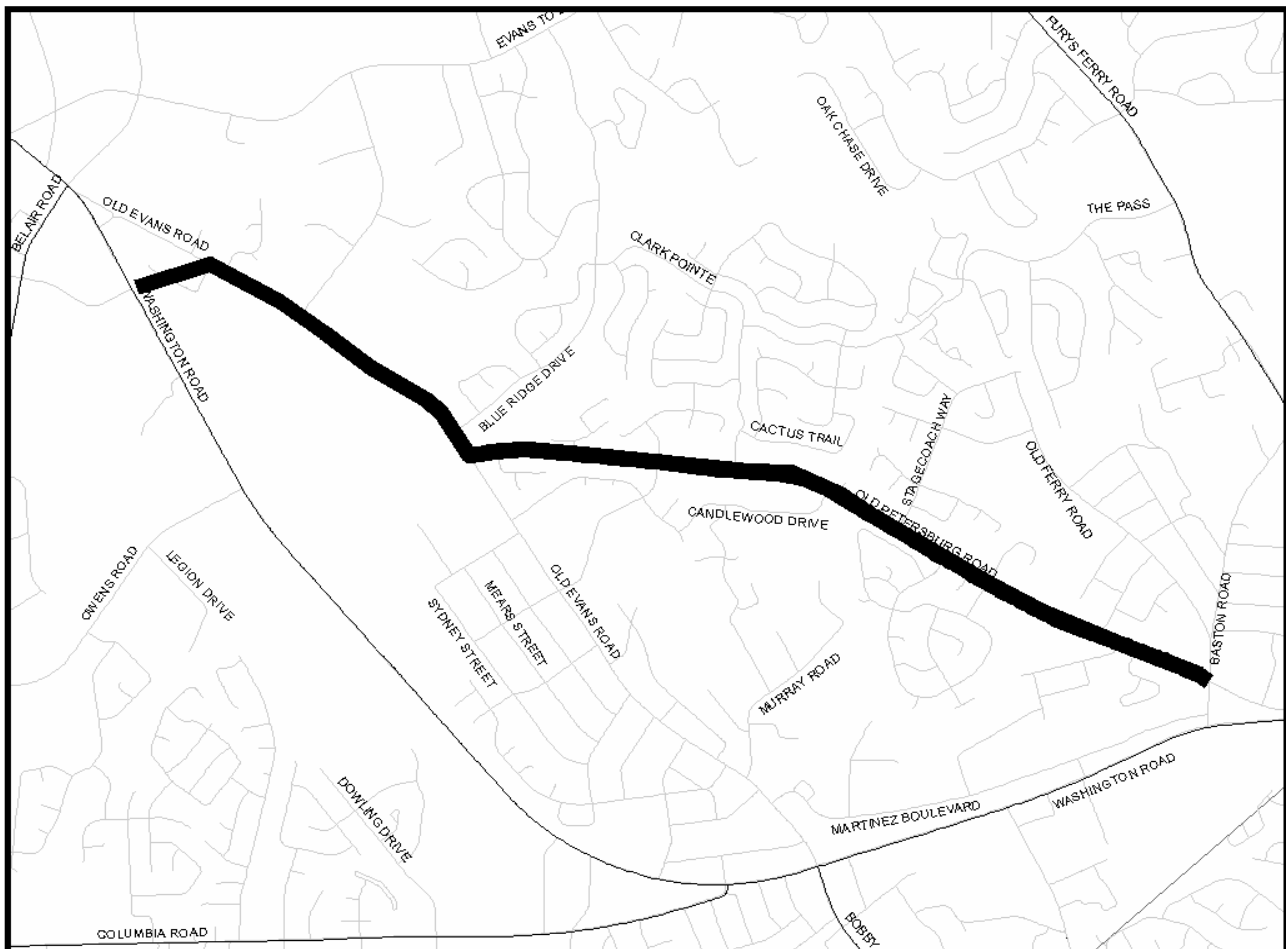 EVANS TO
FURYS FERRY ROAD
OAK CHASE DRIVE
BELAIR ROAD
OLD EVANS ROAD
THE PASS
CLARK POINTE
WASHINGTON ROAD
BLUE RIDGE DRIVE
CACTUS TRAIL
STAGECOACH WAY
OLD FERRY ROAD
CANDLEWOOD DRIVE
OLD PETERSBURG ROAD
OWENS ROAD
LEGION DRIVE
MEARS STREET
SYDNEY STREET
OLD EVANS ROAD
BASTON ROAD
MURRAY ROAD
DOWLING DRIVE
MARTINEZ BOULEVARD
WASHINGTON ROAD
COLUMBIA ROAD
BOBBY